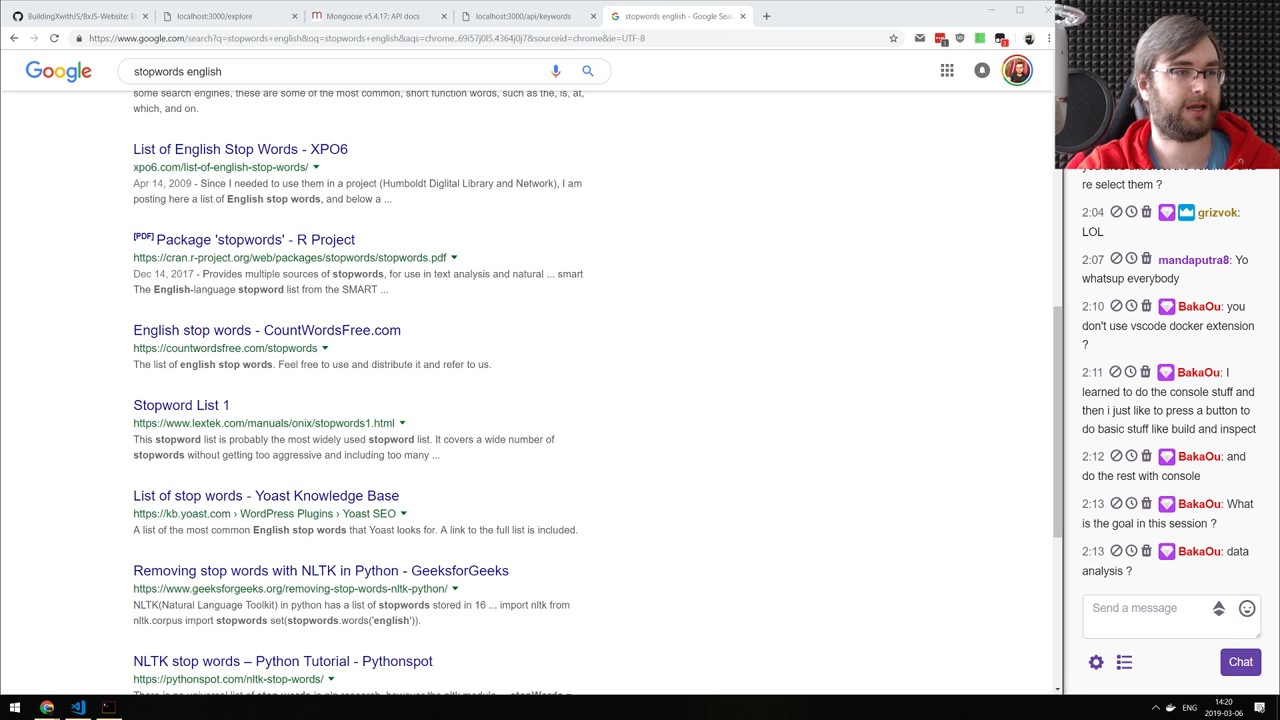 BuildingXwithJS/BxJS-Website: B
localhost:3000/explore
Mongoose v5.4.17: API docs
localhost:3000/api/keywords
stopwords english - Google Sear
https://www.google.com/search?q=stopwords+english&oq=stopwords+english&aqs=chrome..69i57j0l5.4364j0j7&sourceid=chrome&ie=UTF-8
Google
stopwords english
some search engines, these are some of the most common, short function words, such as the, is, at,
which, and on.
List of English Stop Words - XPO6
xpo6.com/list-of-english-stop-words/
Apr 14, 2009 - Since I needed to use them in a project (Humboldt Diglital Library and Network), I am
posting here a list of English stop words, and below a ...
[PDF] Package 'stopwords' - R Project
https://cran.r-project.org/web/packages/stopwords/stopwords.pdf
Dec 14, 2017 - Provides multiple sources of stopwords, for use in text analysis and natural ... smart
The English-language stopword list from the SMART ...
English stop words - CountWordsFree.com
https://countwordsfree.com/stopwords
The list of english stop words. Feel free to use and distribute it and refer to us.
Stopword List 1
https://www.lextek.com/manuals/onix/stopwords1.html
This stopword list is probably the most widely used stopword list. It covers a wide number of
stopwords without getting too aggressive and including too many ...
List of stop words - Yoast Knowledge Base
https://kb.yoast.com › WordPress Plugins › Yoast SEO
A list of the most common English stop words that Yoast looks for. A link to the full list is included.
Removing stop words with NLTK in Python - GeeksforGeeks
https://www.geeksforgeeks.org/removing-stop-words-nltk-python/
NLTK(Natural Language Toolkit) in python has a list of stopwords stored in 16 ... import nltk from
nltk.corpus import stopwords set(stopwords.words('english')).
NLTK stop words – Python Tutorial - Pythonspot
https://pythonspot.com/nltk-stop-words/
re select them ?
2:04 grizvok:
LOL
2:07 mandaputra8: Yo
whatsup everybody
2:10 BakaOu: you
don't use vscode docker extension
?
2:11 BakaOu: I
learned to do the console stuff and
then i just like to press a button to
do basic stuff like build and inspect
2:12 BakaOu: and
do the rest with console
2:13 BakaOu: What
is the goal in this session ?
2:13 BakaOu: data
analysis ?
Send a message
Chat
ENG
14:20
2019-03-06